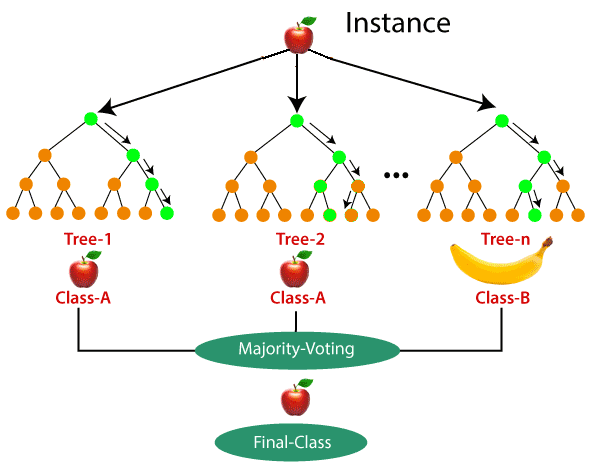 Instance
...
Tree-1
Tree-2
Tree-n
Class-A
Class-A
Class-B
Majority-Voting
Final-Class